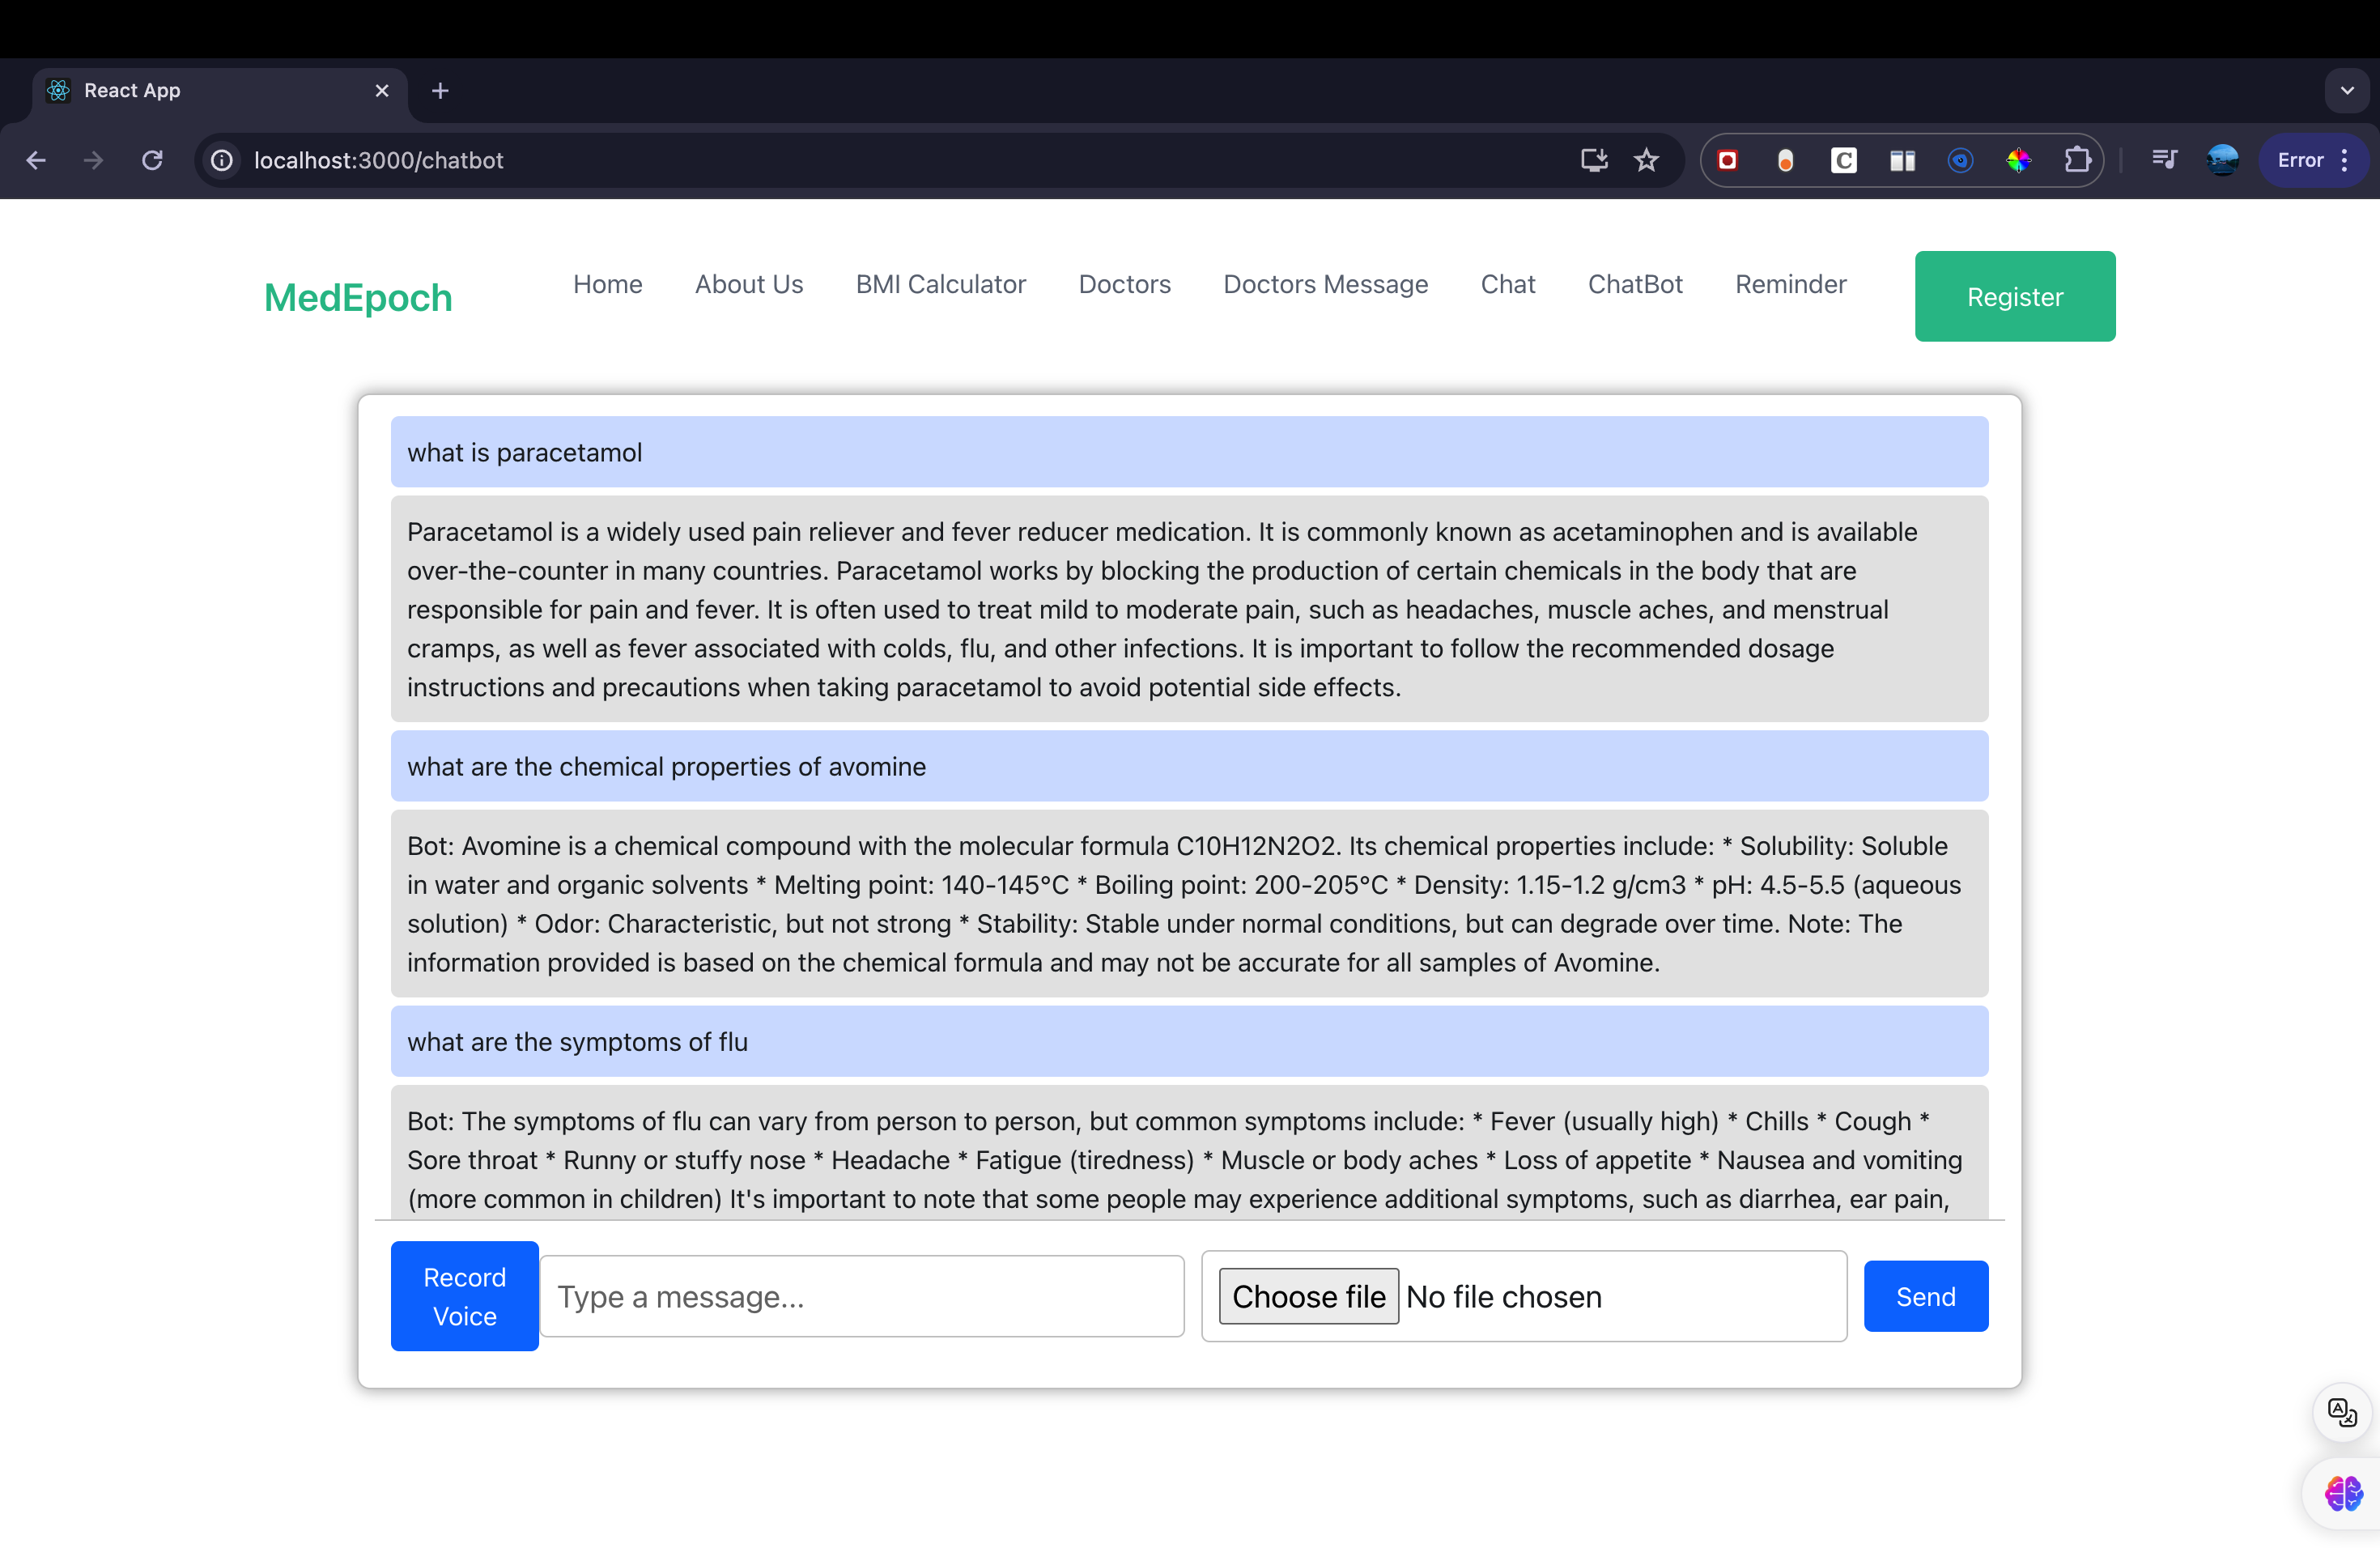 React App
localhost:3000/chatbot
Error
MedEpoch
Home About Us BMI Calculator Doctors Doctors Message Chat ChatBot Reminder Register
what is paracetamol
Paracetamol is a widely used pain reliever and fever reducer medication. It is commonly known as acetaminophen and is available
over-the-counter in many countries. Paracetamol works by blocking the production of certain chemicals in the body that are
responsible for pain and fever. It is often used to treat mild to moderate pain, such as headaches, muscle aches, and menstrual
cramps, as well as fever associated with colds, flu, and other infections. It is important to follow the recommended dosage
instructions and precautions when taking paracetamol to avoid potential side effects.
what are the chemical properties of avomine
Bot: Avomine is a chemical compound with the molecular formula C10H12N2O2. Its chemical properties include: * Solubility: Soluble
in water and organic solvents * Melting point: 140-145°C * Boiling point: 200-205°C * Density: 1.15-1.2 g/cm3 * pH: 4.5-5.5 (aqueous
solution) * Odor: Characteristic, but not strong * Stability: Stable under normal conditions, but can degrade over time. Note: The
information provided is based on the chemical formula and may not be accurate for all samples of Avomine.
what are the symptoms of flu
Bot: The symptoms of flu can vary from person to person, but common symptoms include: * Fever (usually high) * Chills * Cough *
Sore throat * Runny or stuffy nose * Headache * Fatigue (tiredness) * Muscle or body aches * Loss of appetite * Nausea and vomiting
(more common in children) It's important to note that some people may experience additional symptoms, such as diarrhea, ear pain,
Record
Voice
Type a message...
Choose file No file chosen
Send